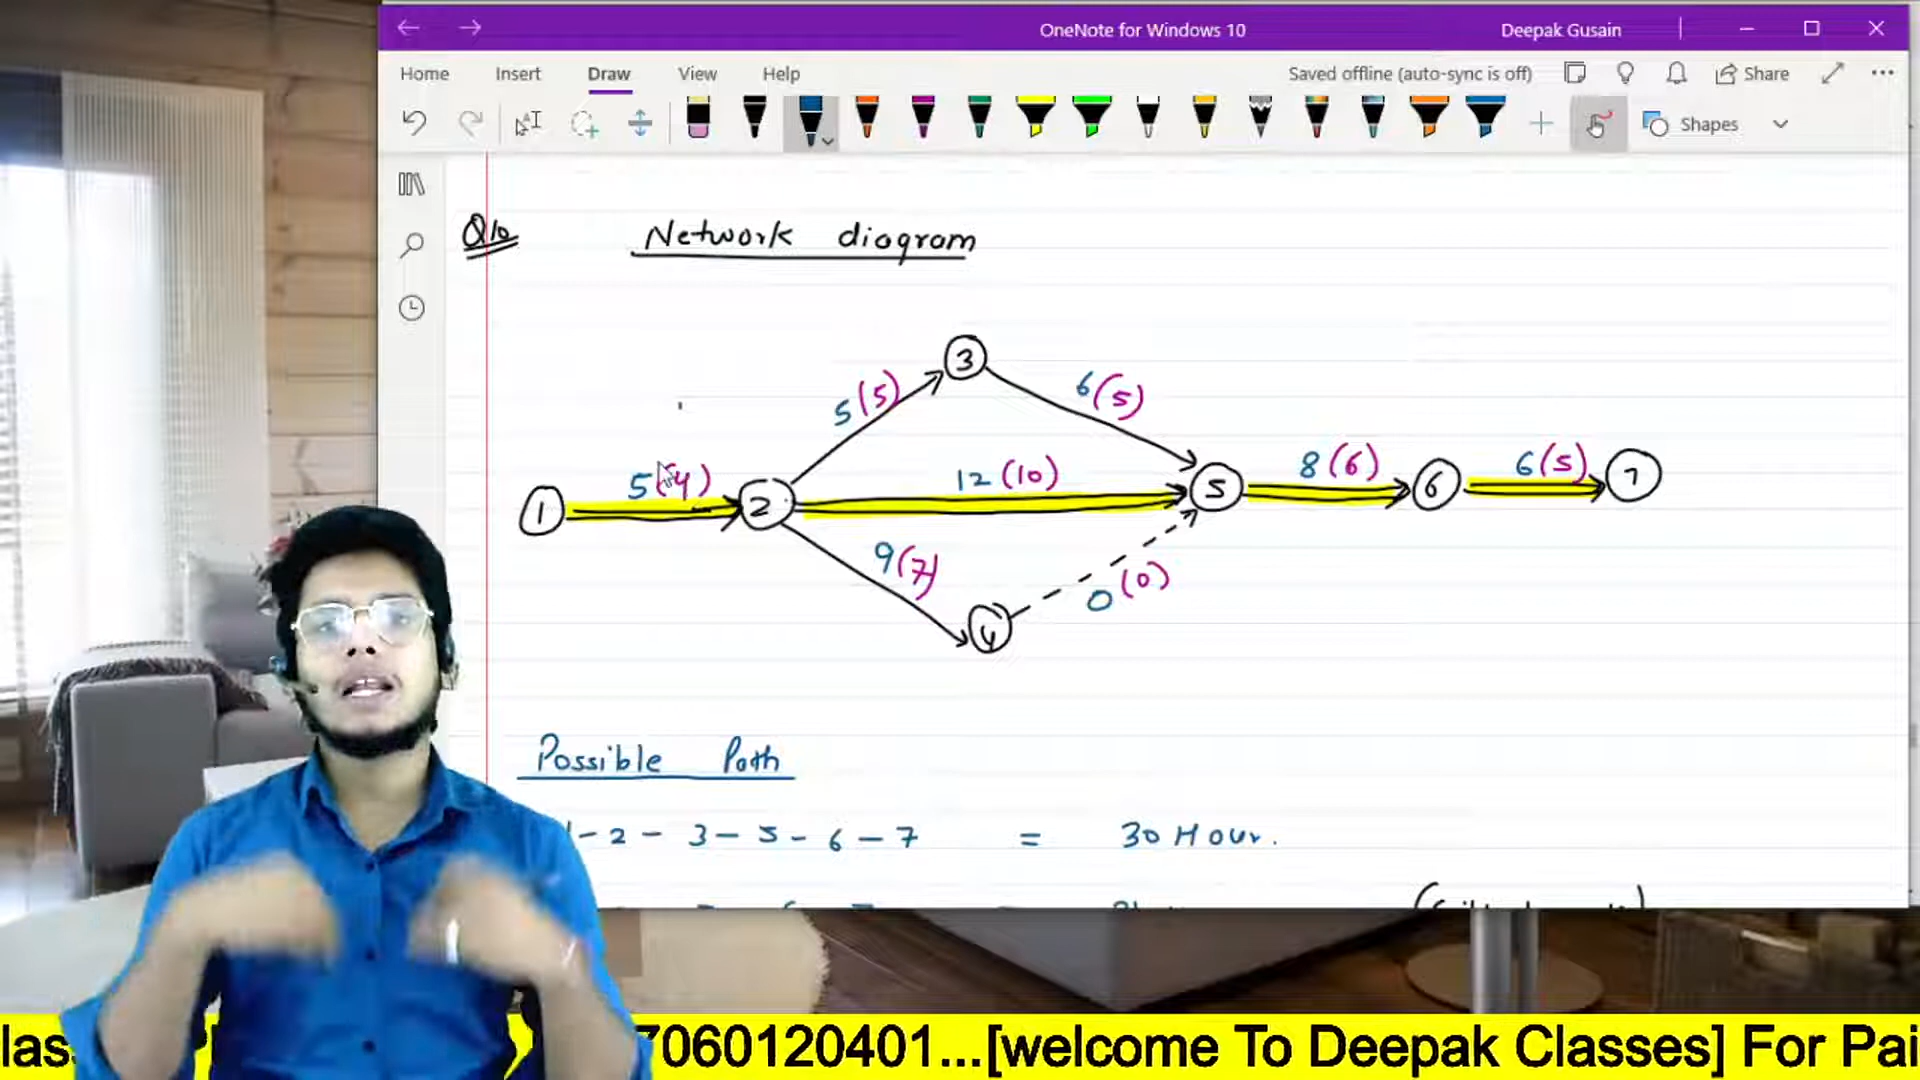 OneNote for Windows 10 Deepak Gusain
Home Insert Draw View Help Saved offline (auto-sync is off) Share
Shapes
Q10 Network diagram
3
5 (5) 6 (5)
5 (4) 12 (10) 8 (6) 6 (5)
1 2 5 6 7
9 (7) 0 (0)
4
Possible Path
1 - 2 - 3 - 5 - 6 - 7 = 30 Hour.
7060120401...[welcome To Deepak Classes] For Pai